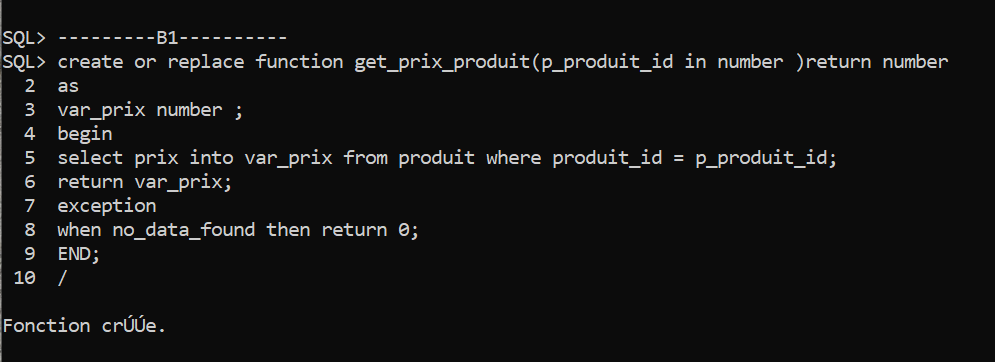 SQL> ---------B1----------
SQL> create or replace function get_prix_produit(p_produit_id in number )return number
2 as
3 var_prix number ;
4 begin
5 select prix into var_prix from produit where produit_id = p_produit_id;
6 return var_prix;
7 exception
8 when no_data_found then return 0;
9 END;
10 /
Fonction crÚÚe.